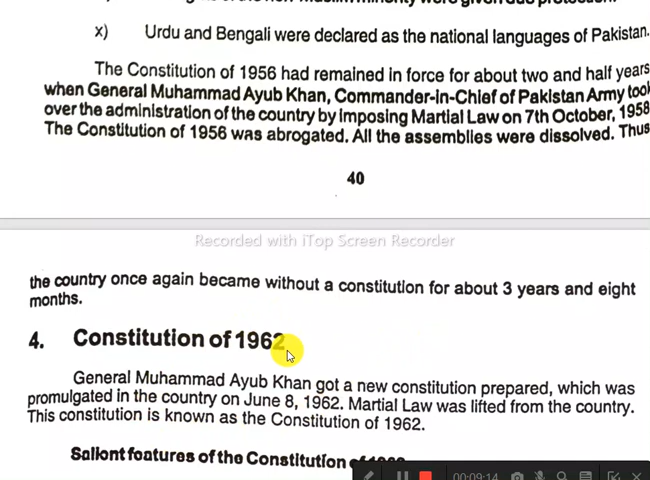 x) Urdu and Bengali were declared as the national languages of Pakistan.
The Constitution of 1956 had remained in force for about two and half years
when General Muhammad Ayub Khan, Commander-in-Chief of Pakistan Army took
over the administration of the country by imposing Martial Law on 7th October, 1958
The Constitution of 1956 was abrogated. All the assemblies were dissolved. Thus
40
Recorded with iTop Screen Recorder
the country once again became without a constitution for about 3 years and eight
months.
4. Constitution of 1962
General Muhammad Ayub Khan got a new constitution prepared, which was
promulgated in the country on June 8, 1962. Martial Law was lifted from the country.
This constitution is known as the Constitution of 1962.
Salient features of the Constitution
00:09:14